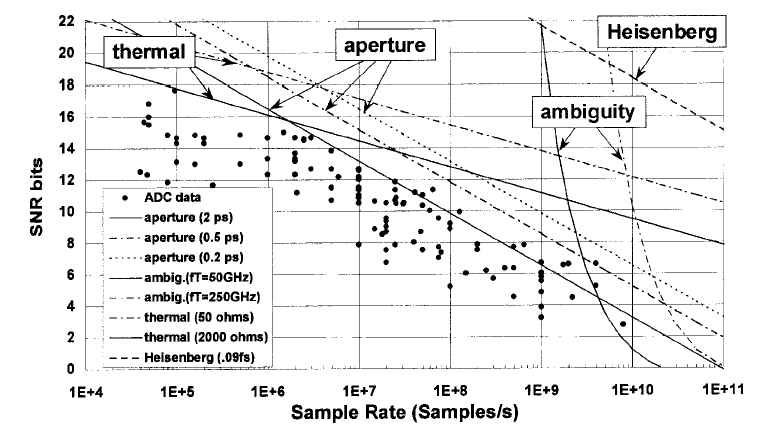 22
20
18
16
14
12
10
8
6
4
2
0
SNR bits
thermal
aperture
Heisenberg
ambiguity
ADC data
aperture (2 ps)
aperture (0.5 ps)
aperture (0.2 ps)
ambig.(fT=50GHz)
ambig.(fT=250GHz)
thermal (50 ohms)
thermal (2000 ohms)
Heisenberg (.09fs)
1E+4 1E+5 1E+6 1E+7 1E+8 1E+9 1E+10 1E+11
Sample Rate (Samples/s)